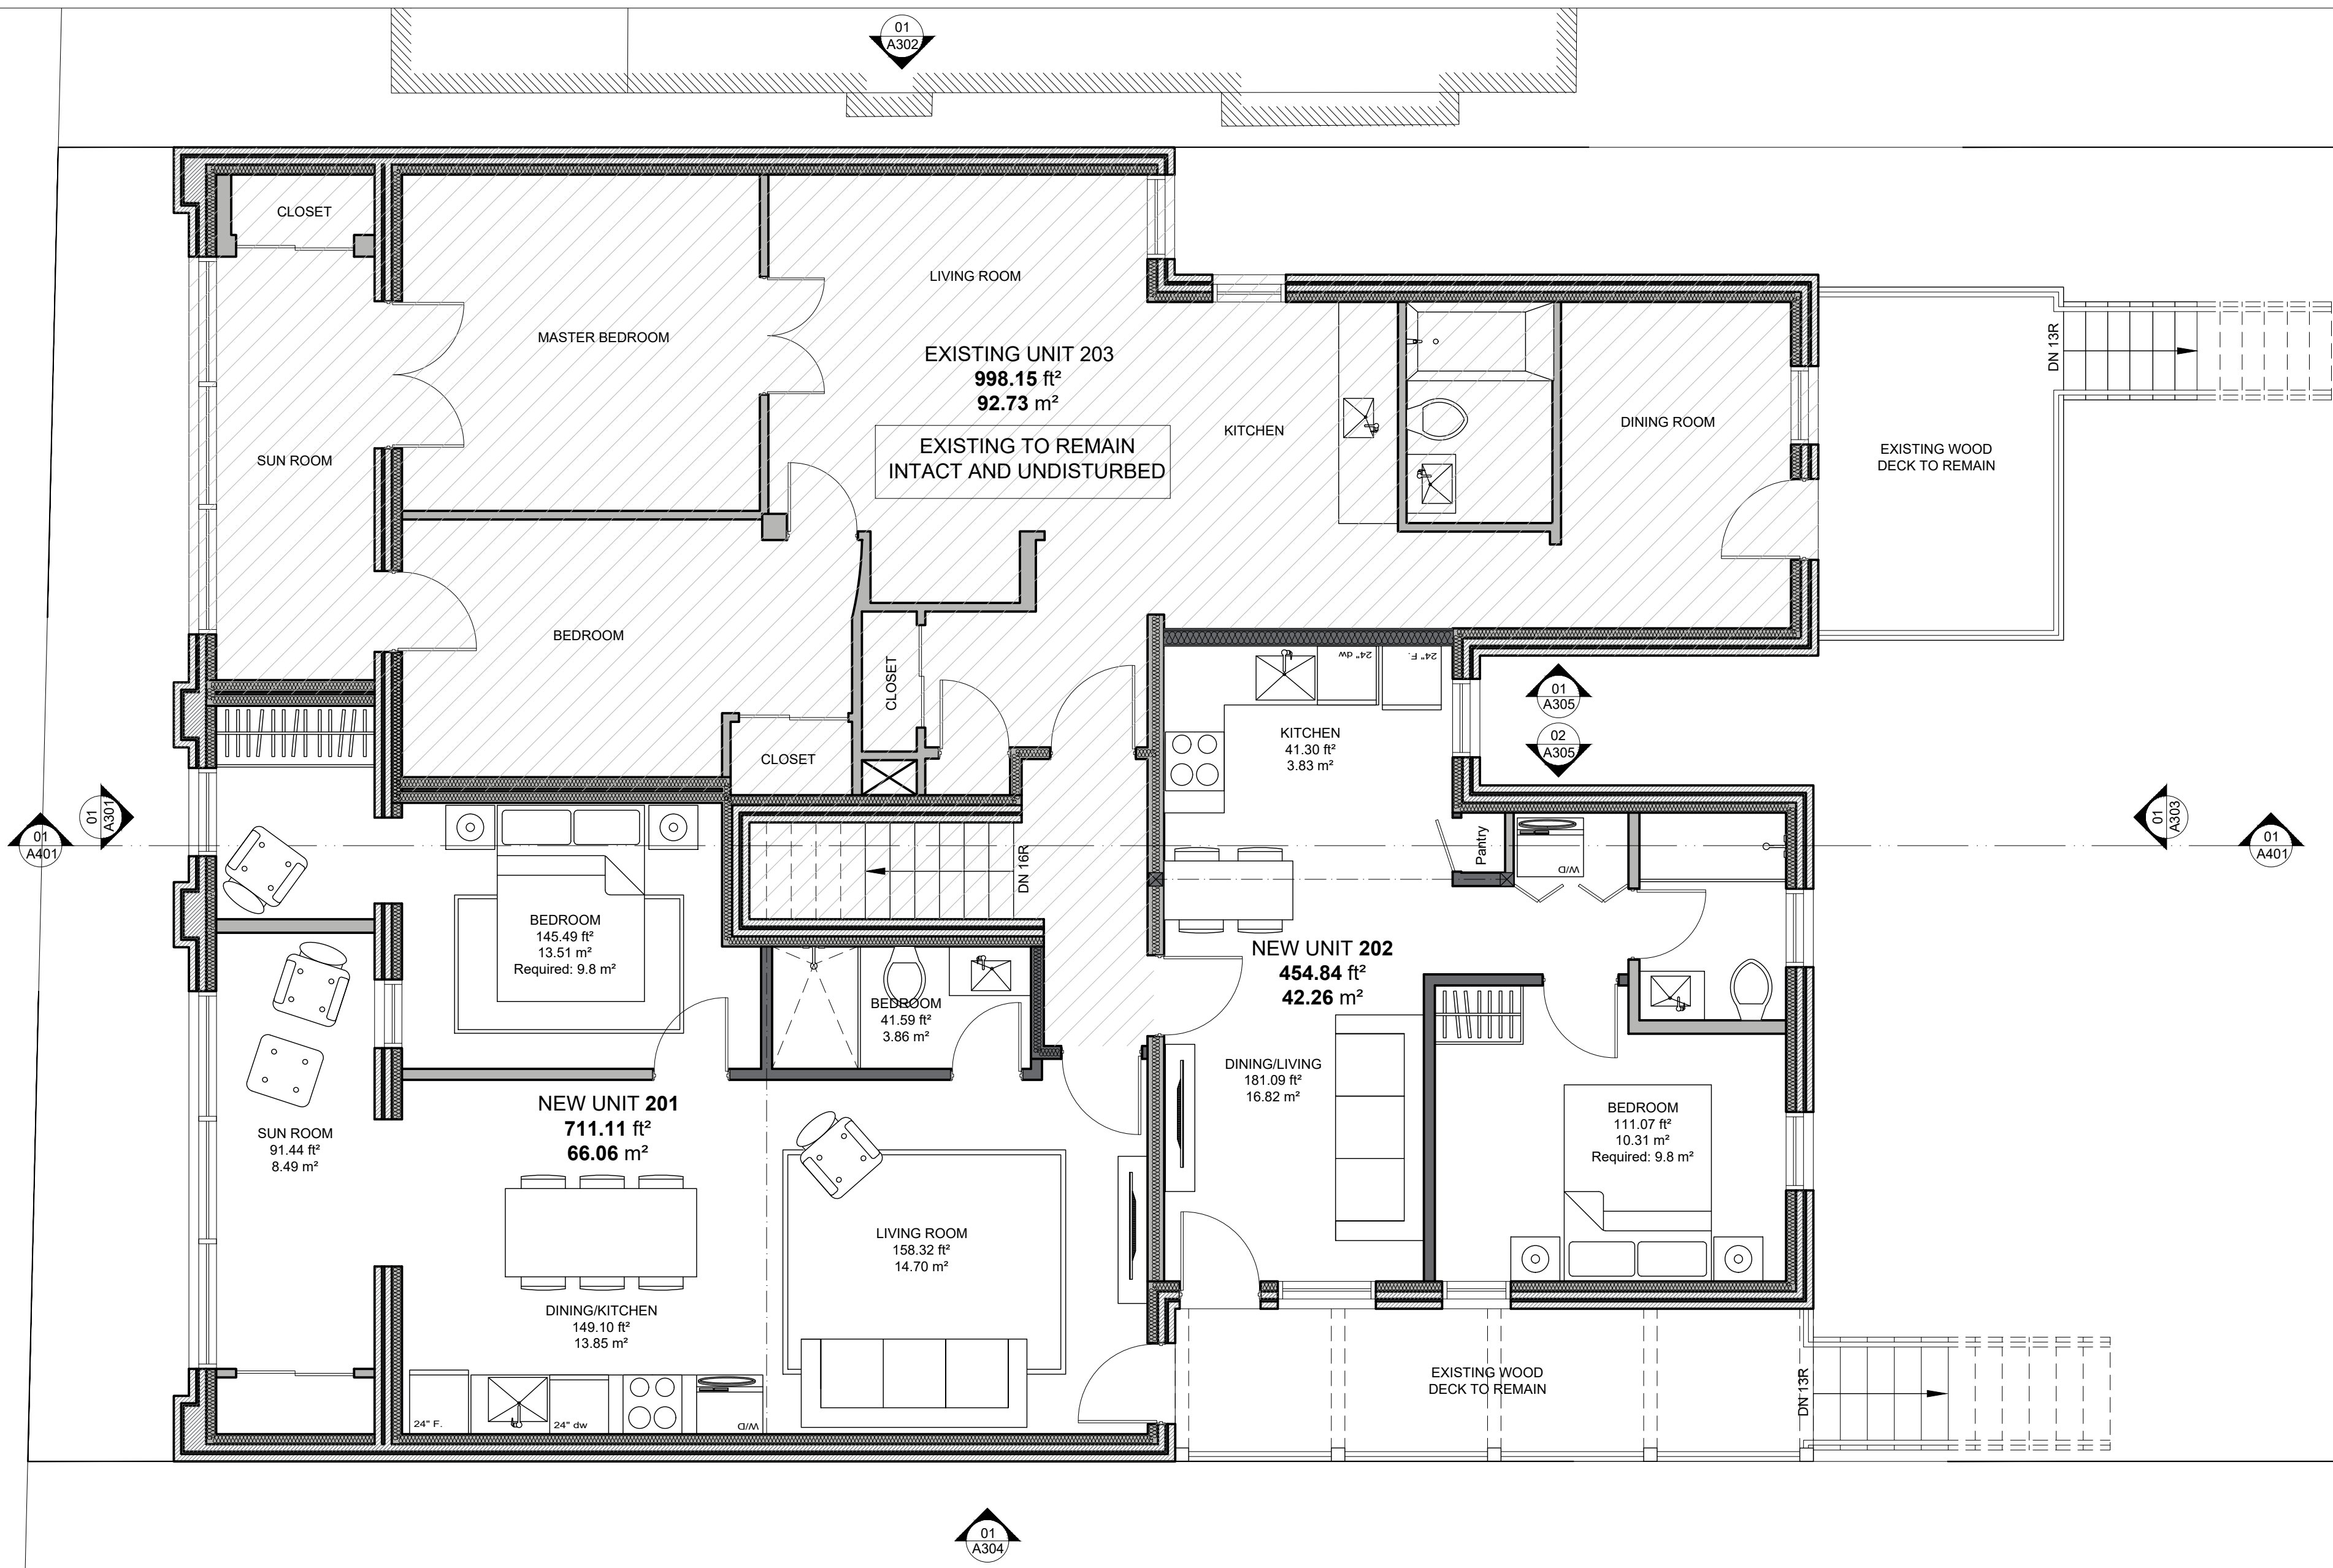 01
A302
CLOSET
LIVING ROOM
MASTER BEDROOM
EXISTING UNIT 203
998.15 ft²
92.73 m²
EXISTING TO REMAIN
INTACT AND UNDISTURBED
SUN ROOM
KITCHEN
DINING ROOM
EXISTING WOOD
DECK TO REMAIN
DN 13R
BEDROOM
CLOSET
CLOSET
24" dw
24" F.
KITCHEN
41.30 ft²
3.83 m²
01
A305
02
A305
01
A301
01
A401
01
A303
01
A401
DN 16R
Pantry
W/D
BEDROOM
145.49 ft²
13.51 m²
Required: 9.8 m²
BEDROOM
41.59 ft²
3.86 m²
NEW UNIT 202
454.84 ft²
42.26 m²
DINING/LIVING
181.09 ft²
16.82 m²
BEDROOM
111.07 ft²
10.31 m²
Required: 9.8 m²
NEW UNIT 201
711.11 ft²
66.06 m²
SUN ROOM
91.44 ft²
8.49 m²
LIVING ROOM
158.32 ft²
14.70 m²
DINING/KITCHEN
149.10 ft²
13.85 m²
24" F.
24" dw
W/D
EXISTING WOOD
DECK TO REMAIN
DN 13R
01
A304